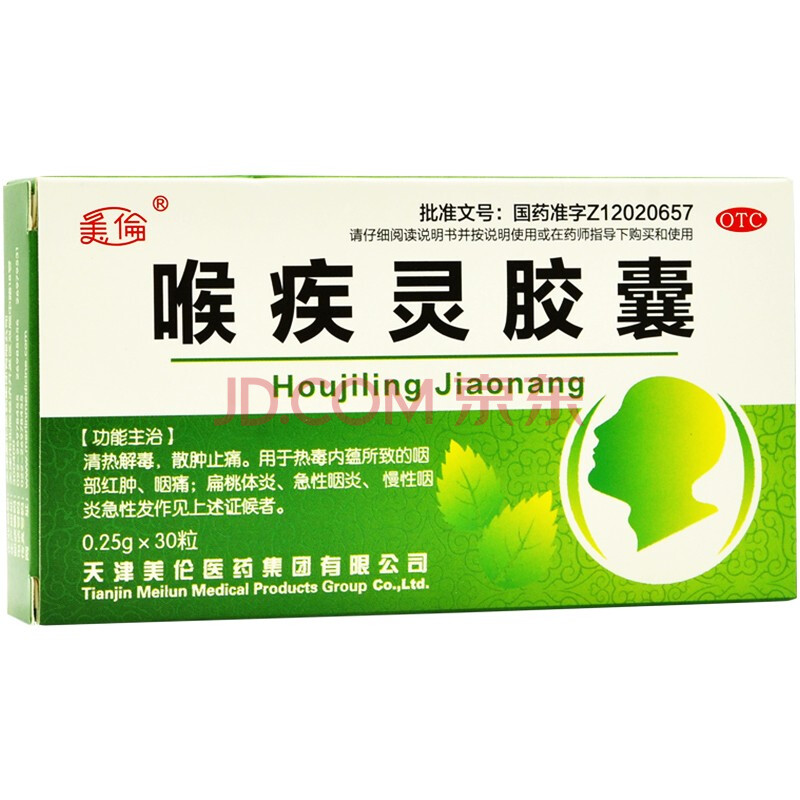 美倫®
批准文号：国药准字Z12020657
OTC
请仔细阅读说明书并按说明使用或在药师指导下购买和使用
喉疾灵胶囊
Houjiling Jiaonang
JD.COM 京东
【功能主治】
清热解毒，散肿止痛。用于热毒内蕴所致的咽
部红肿、咽痛；扁桃体炎、急性咽炎、慢性咽
炎急性发作见上述证候者。
0.25g×30粒
天津美伦医药集团有限公司
Tianjin Meilun Medical Products Group Co.,Ltd.